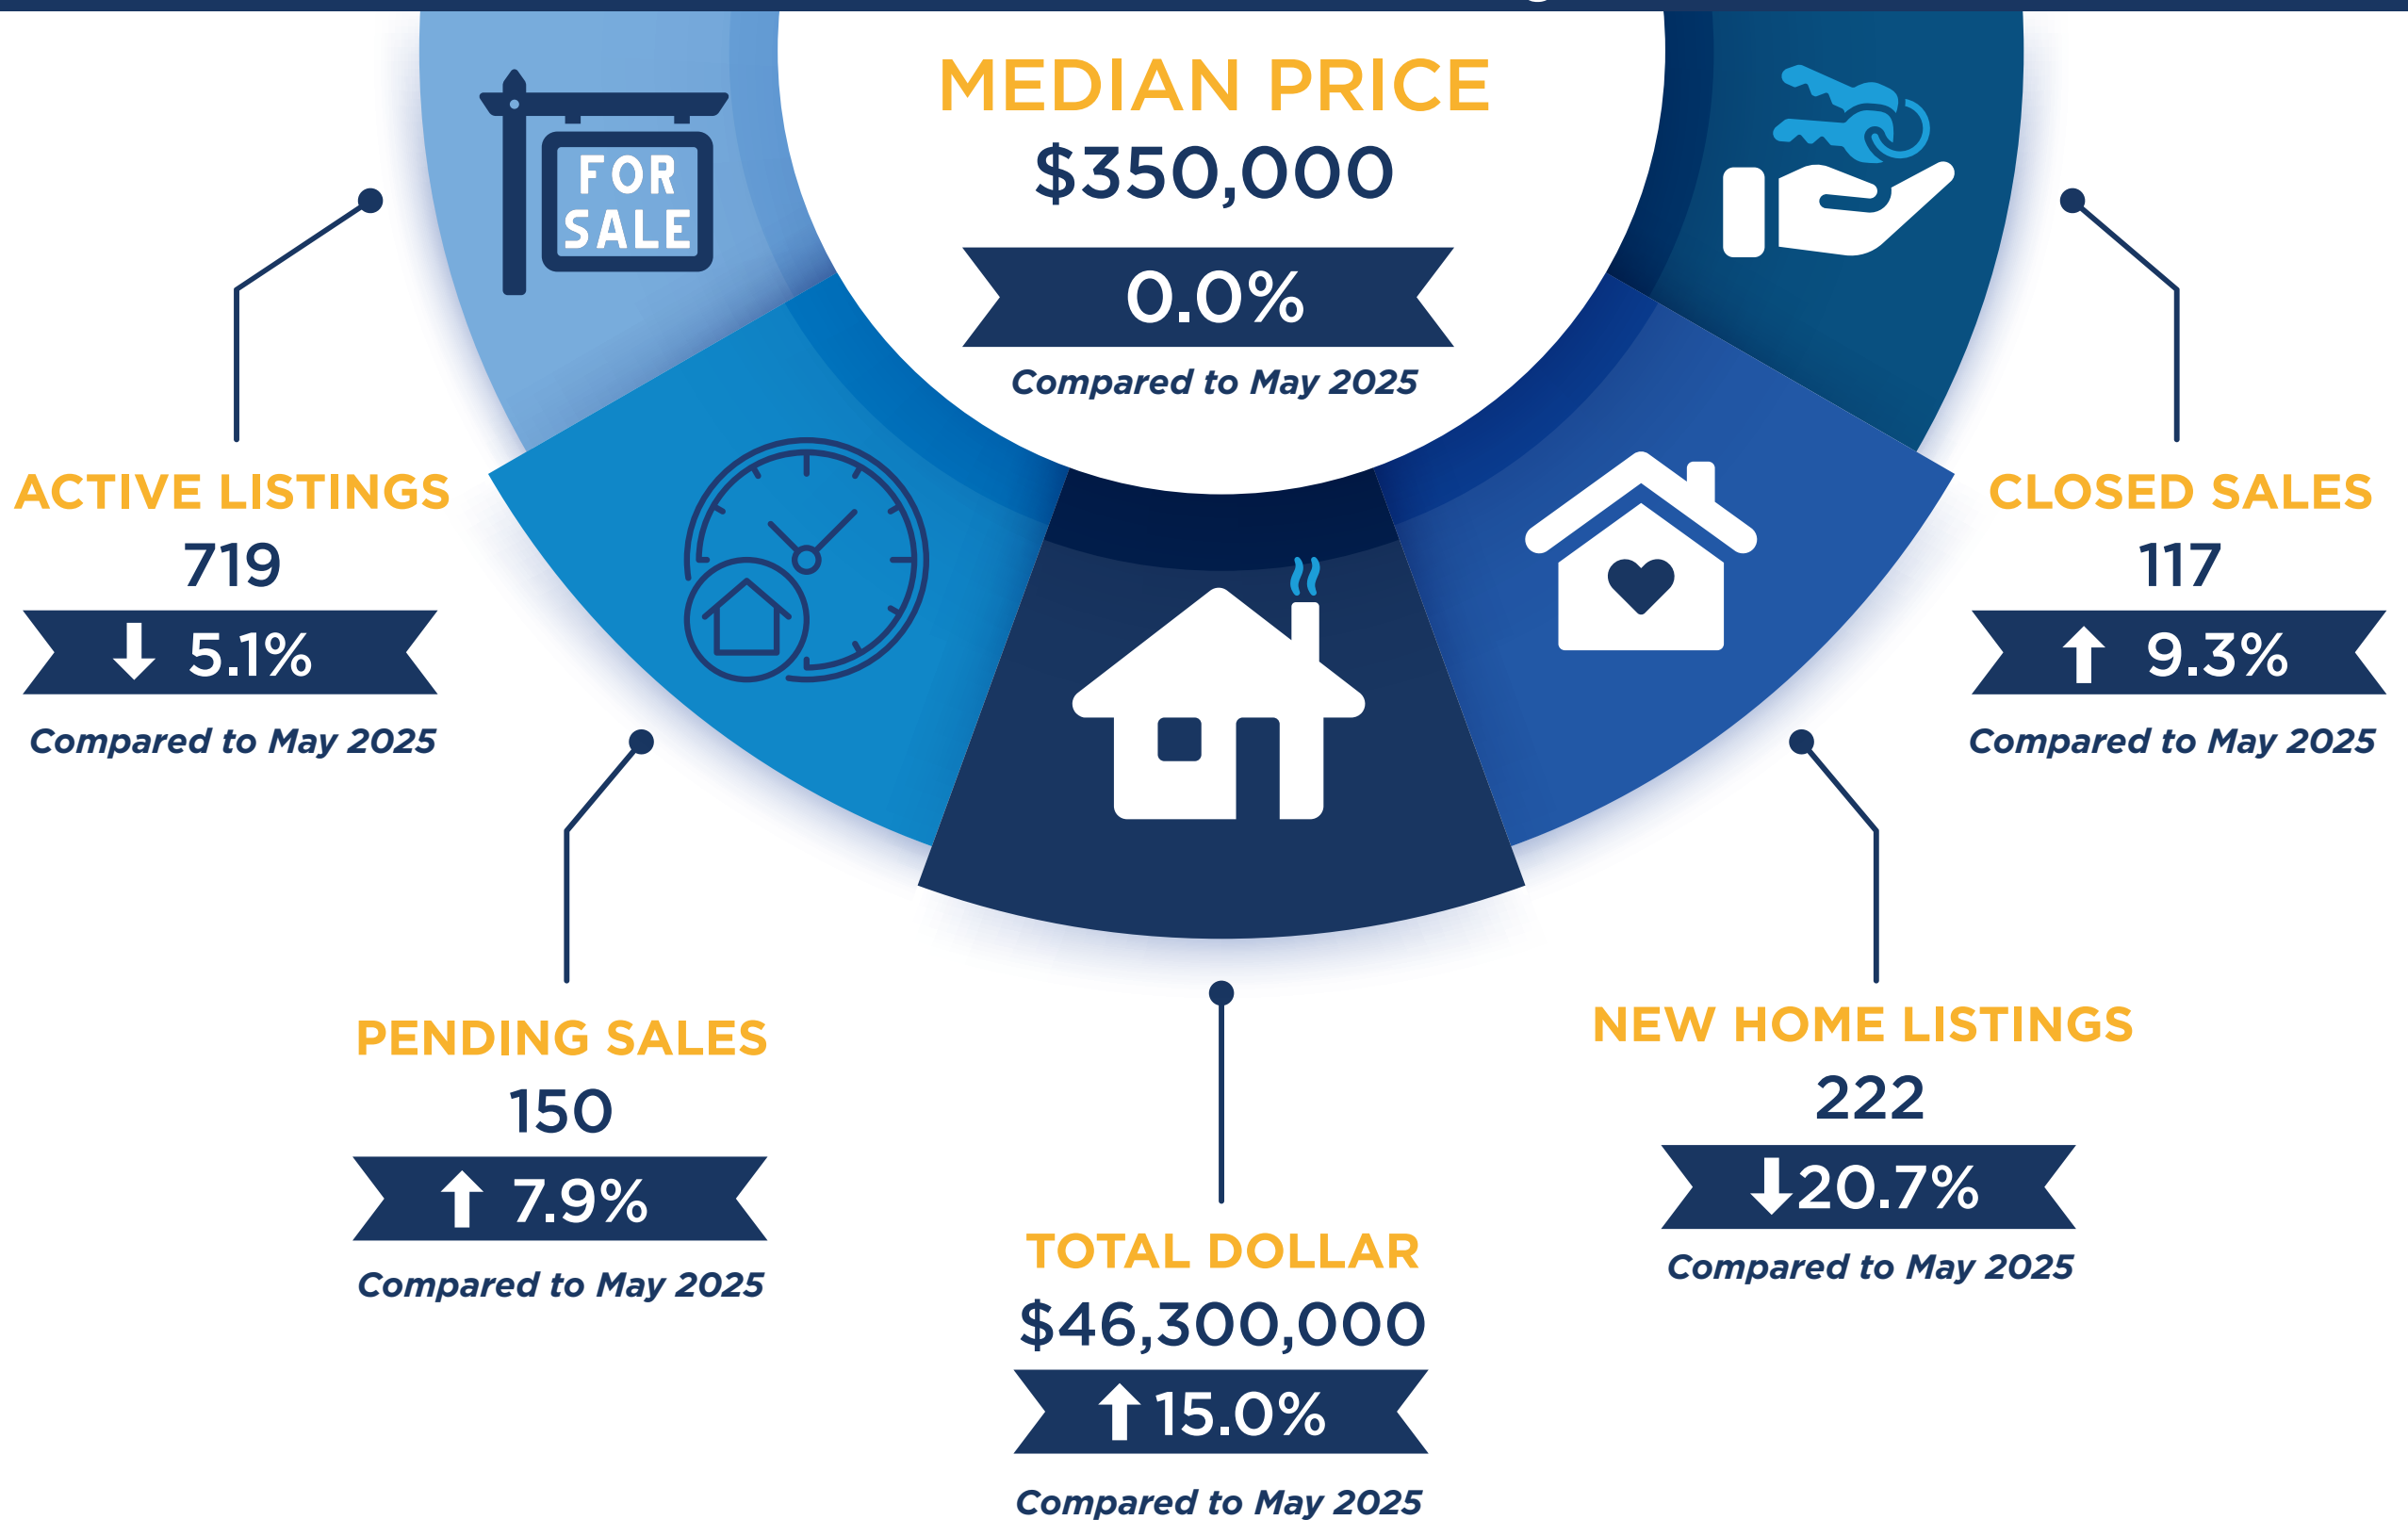 MEDIAN PRICE
$350,000
0.0%
Compared to May 2025
FOR
SALE
ACTIVE LISTINGS
719
5.1%
Compared to May 2025
CLOSED SALES
117
9.3%
Compared to May 2025
PENDING SALES
150
7.9%
Compared to May 2025
NEW HOME LISTINGS
222
20.7%
Compared to May 2025
TOTAL DOLLAR
$46,300,000
15.0%
Compared to May 2025